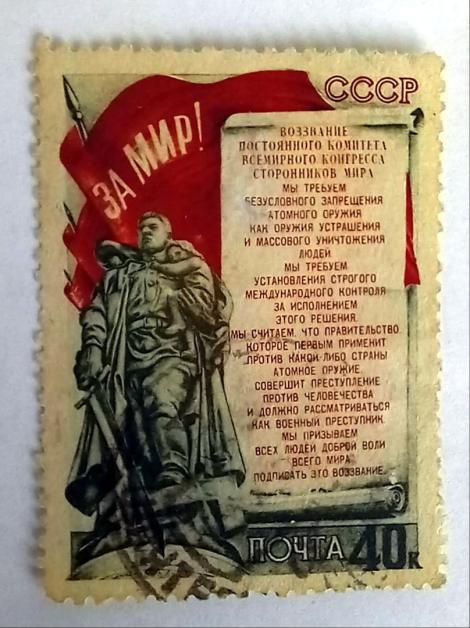 СССР
ЗА МИР!
ВОЗЗВАНИЕ
ПОСТОЯННОГО КОМИТЕТА
ВСЕМИРНОГО КОНГРЕССА
СТОРОННИКОВ МИРА
МЫ ТРЕБУЕМ
БЕЗУСЛОВНОГО ЗАПРЕЩЕНИЯ
АТОМНОГО ОРУЖИЯ
КАК ОРУЖИЯ УСТРАШЕНИЯ
И МАССОВОГО УНИЧТОЖЕНИЯ
ЛЮДЕЙ.
МЫ ТРЕБУЕМ
УСТАНОВЛЕНИЯ СТРОГОГО
МЕЖДУНАРОДНОГО КОНТРОЛЯ
ЗА ИСПОЛНЕНИЕМ
ЭТОГО РЕШЕНИЯ.
МЫ СЧИТАЕМ, ЧТО ПРАВИТЕЛЬСТВО,
КОТОРОЕ ПЕРВЫМ ПРИМЕНИТ
ПРОТИВ КАКОЙ-ЛИБО СТРАНЫ
АТОМНОЕ ОРУЖИЕ,
СОВЕРШИТ ПРЕСТУПЛЕНИЕ
ПРОТИВ ЧЕЛОВЕЧЕСТВА
И ДОЛЖНО РАССМАТРИВАТЬСЯ
КАК ВОЕННЫЙ ПРЕСТУПНИК.
МЫ ПРИЗЫВАЕМ
ВСЕХ ЛЮДЕЙ ДОБРОЙ ВОЛИ
ВСЕГО МИРА
ПОДПИСАТЬ ЭТО ВОЗЗВАНИЕ.
ПОЧТА 40К